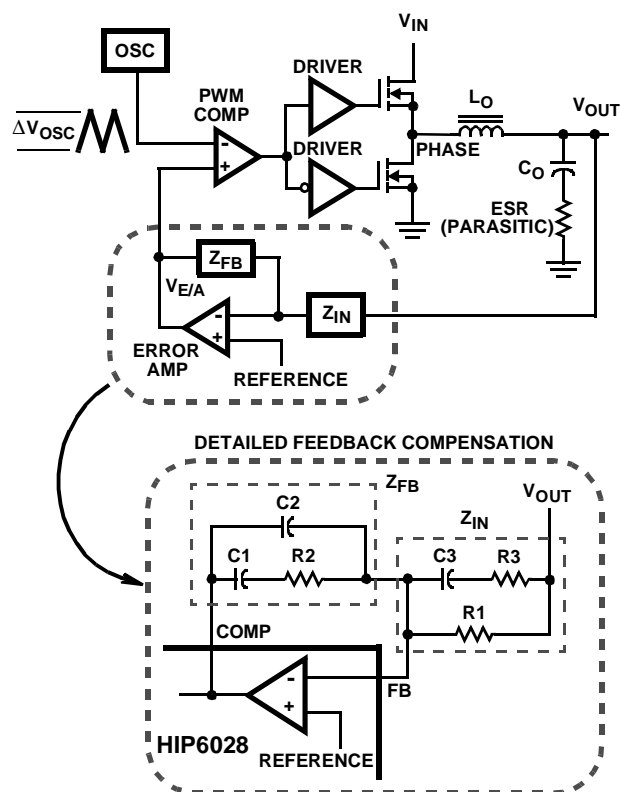 V_IN
OSC
DRIVER
PWM
COMP
L_O
V_OUT
ΔV_OSC
-
+
DRIVER
PHASE
C_O
ESR
(PARASITIC)
Z_FB
V_E/A
-
+
Z_IN
ERROR
AMP
REFERENCE
DETAILED FEEDBACK COMPENSATION
Z_FB
V_OUT
C2
Z_IN
C1
R2
C3
R3
R1
COMP
-
+
FB
HIP6028
REFERENCE